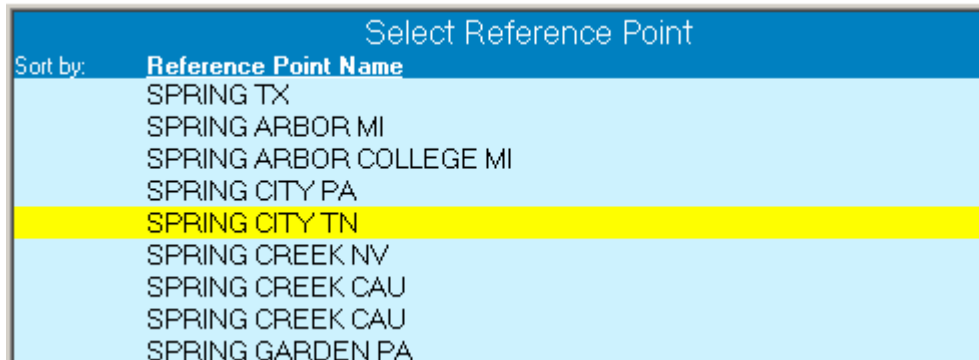 Select Reference Point
Sort by: Reference Point Name
SPRING TX
SPRING ARBOR MI
SPRING ARBOR COLLEGE MI
SPRING CITY PA
SPRING CITY TN
SPRING CREEK NV
SPRING CREEK CAU
SPRING CREEK CAU
SPRING GARDEN PA